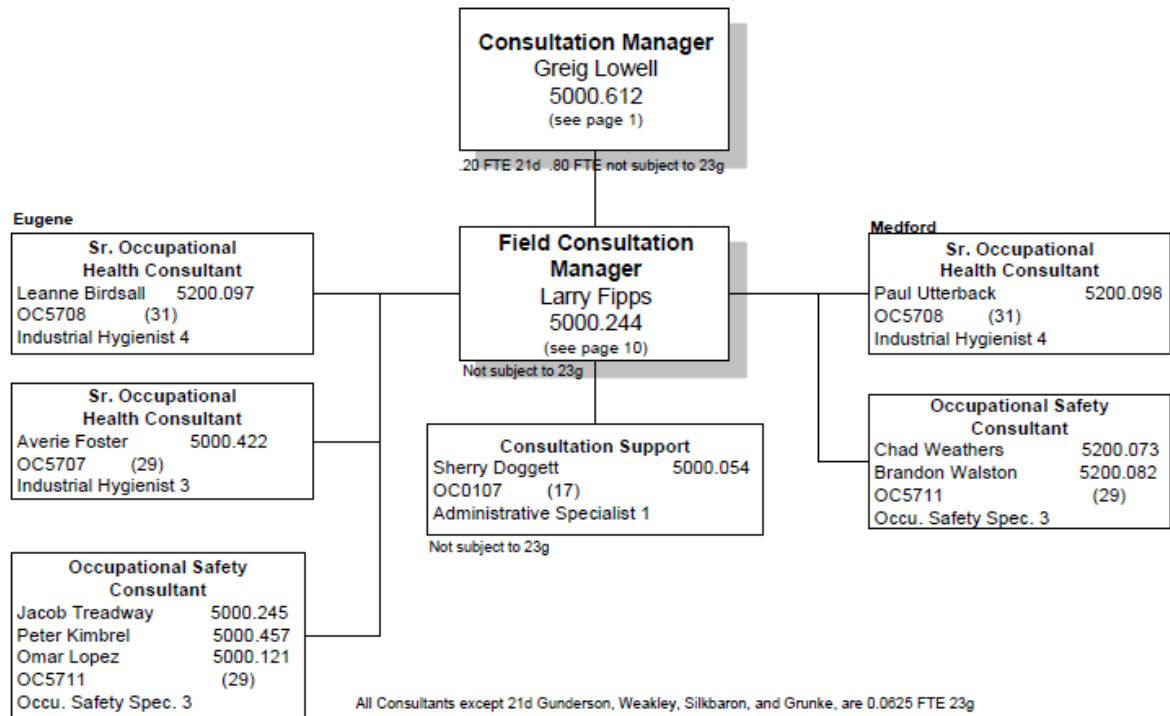 Consultation Manager
Greig Lowell
5000.612
(see page 1)
.20 FTE 21d .80 FTE not subject to 23g
Eugene
Sr. Occupational
Health Consultant
Leanne Birdsall 5200.097
OC5708 (31)
Industrial Hygienist 4
Field Consultation
Manager
Larry Fipps
5000.244
(see page 10)
Not subject to 23g
Medford
Sr. Occupational
Health Consultant
Paul Utterback 5200.098
OC5708 (31)
Industrial Hygienist 4
Sr. Occupational
Health Consultant
Averie Foster 5000.422
OC5707 (29)
Industrial Hygienist 3
Consultation Support
Sherry Doggett 5000.054
OC0107 (17)
Administrative Specialist 1
Not subject to 23g
Occupational Safety
Consultant
Chad Weathers 5200.073
Brandon Walston 5200.082
OC5711 (29)
Occu. Safety Spec. 3
Occupational Safety
Consultant
Jacob Treadway 5000.245
Peter Kimbrel 5000.457
Omar Lopez 5000.121
OC5711 (29)
Occu. Safety Spec. 3
All Consultants except 21d Gunderson, Weakley, Silkbaron, and Grunke, are 0.0625 FTE 23g